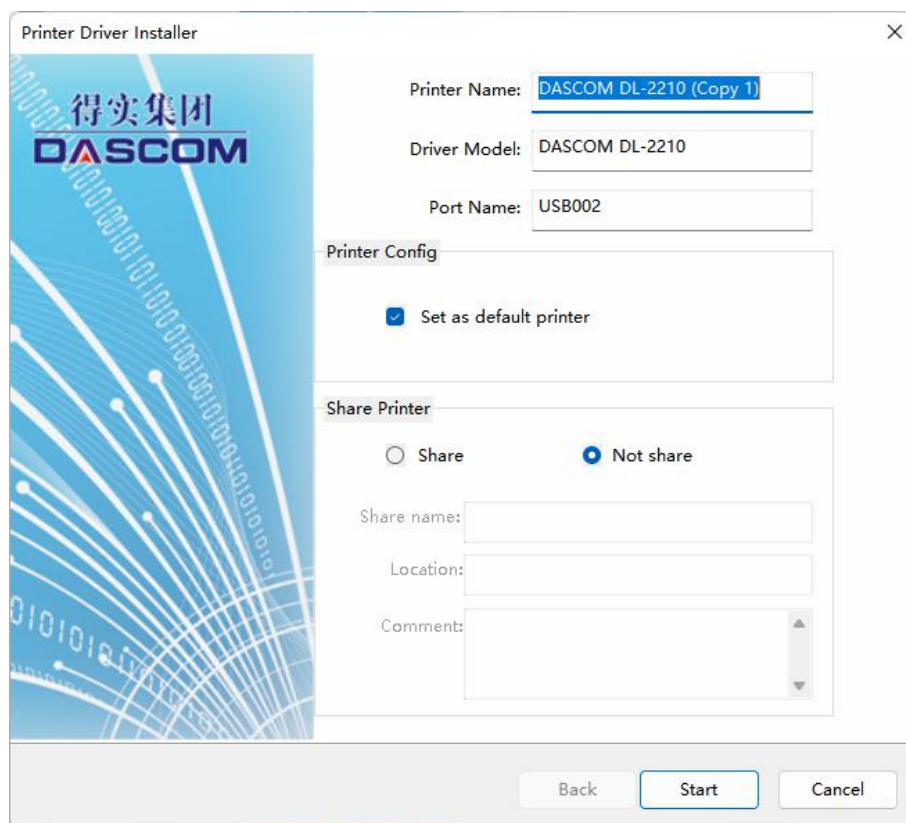 Printer Driver Installer
得实集团
DASCOM
Printer Name: DASCOM DL-2210 (Copy 1)
Driver Model: DASCOM DL-2210
Port Name: USB002
Printer Config
Set as default printer
Share Printer
Share
Not share
Share name:
Location:
Comment:
Back
Start
Cancel